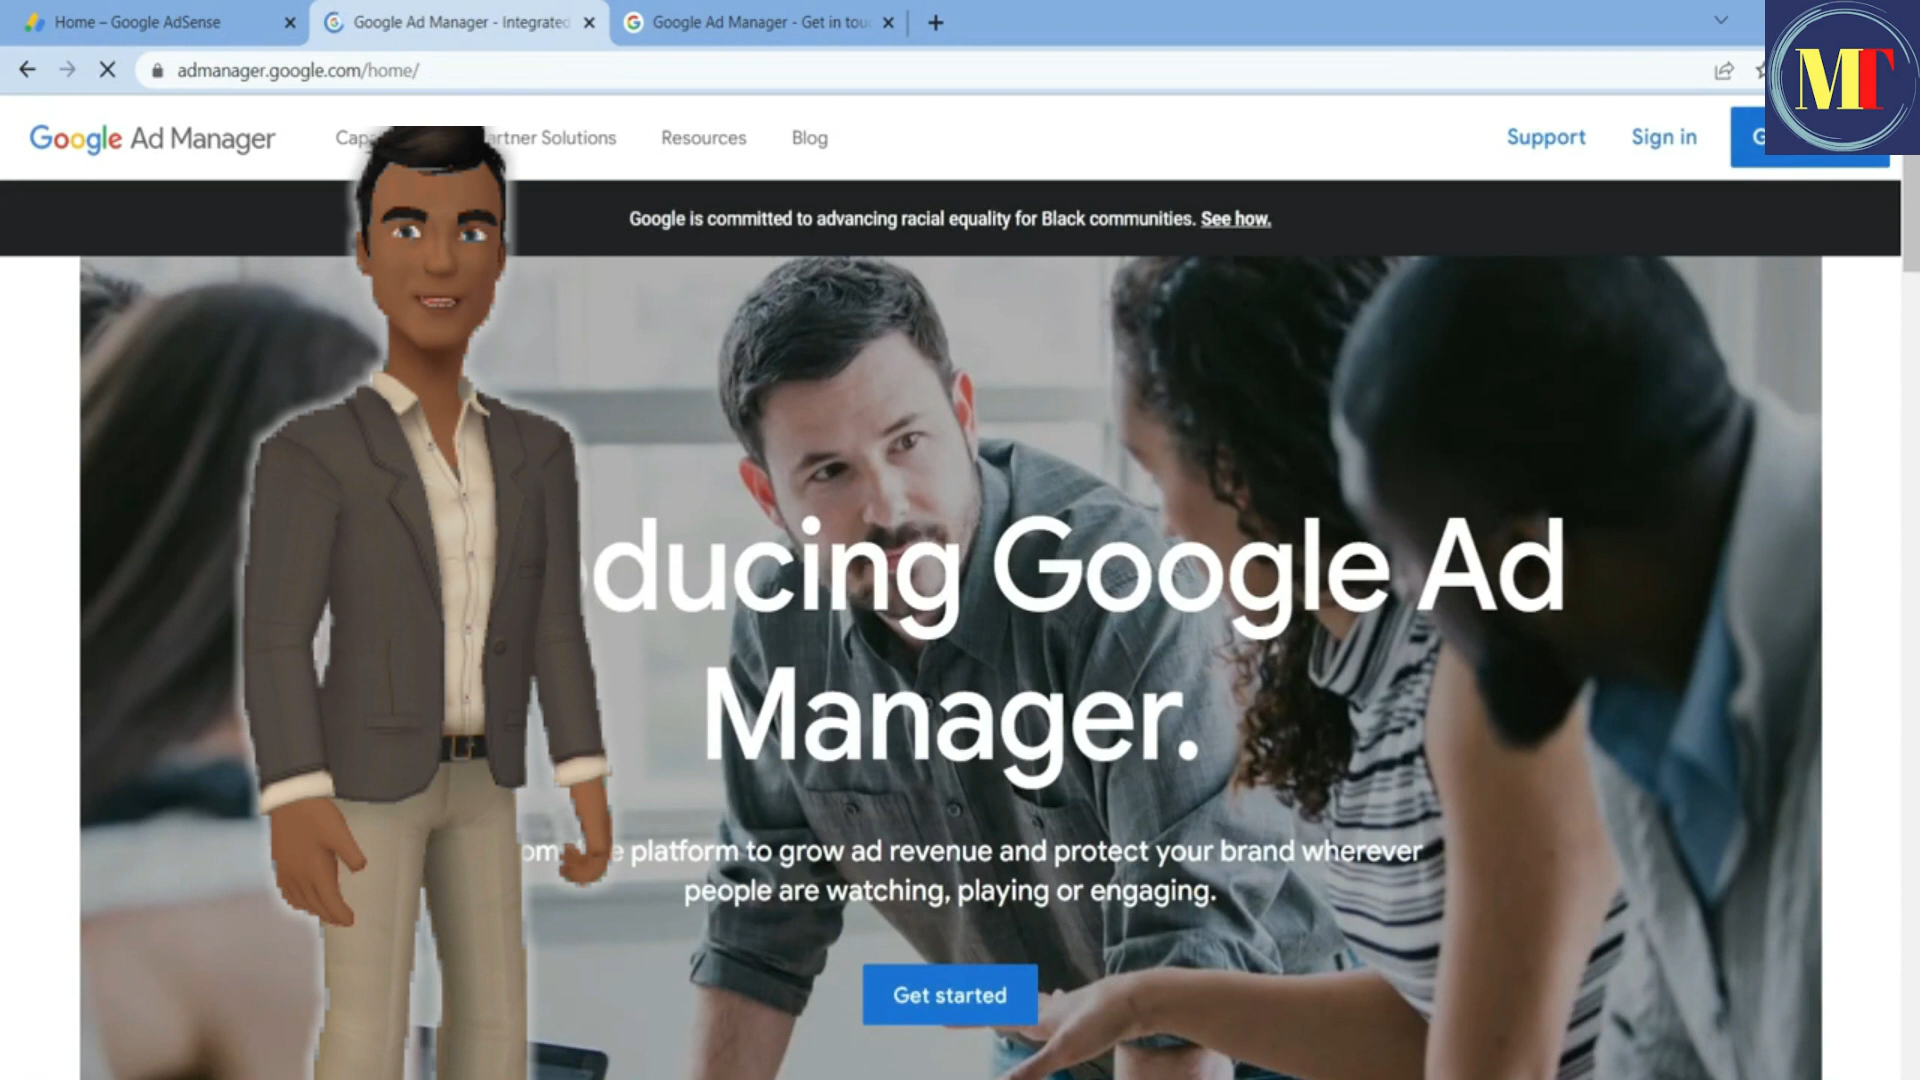 Home – Google AdSense
Google Ad Manager - Integrated
Google Ad Manager - Get in tou
admanager.google.com/home/
MT
Google Ad Manager
Resources
Blog
Support
Sign in
artner Solutions
Google is committed to advancing racial equality for Black communities. See how.
ducing Google Ad
Manager.
platform to grow ad revenue and protect your brand wherever
people are watching, playing or engaging.
Get started